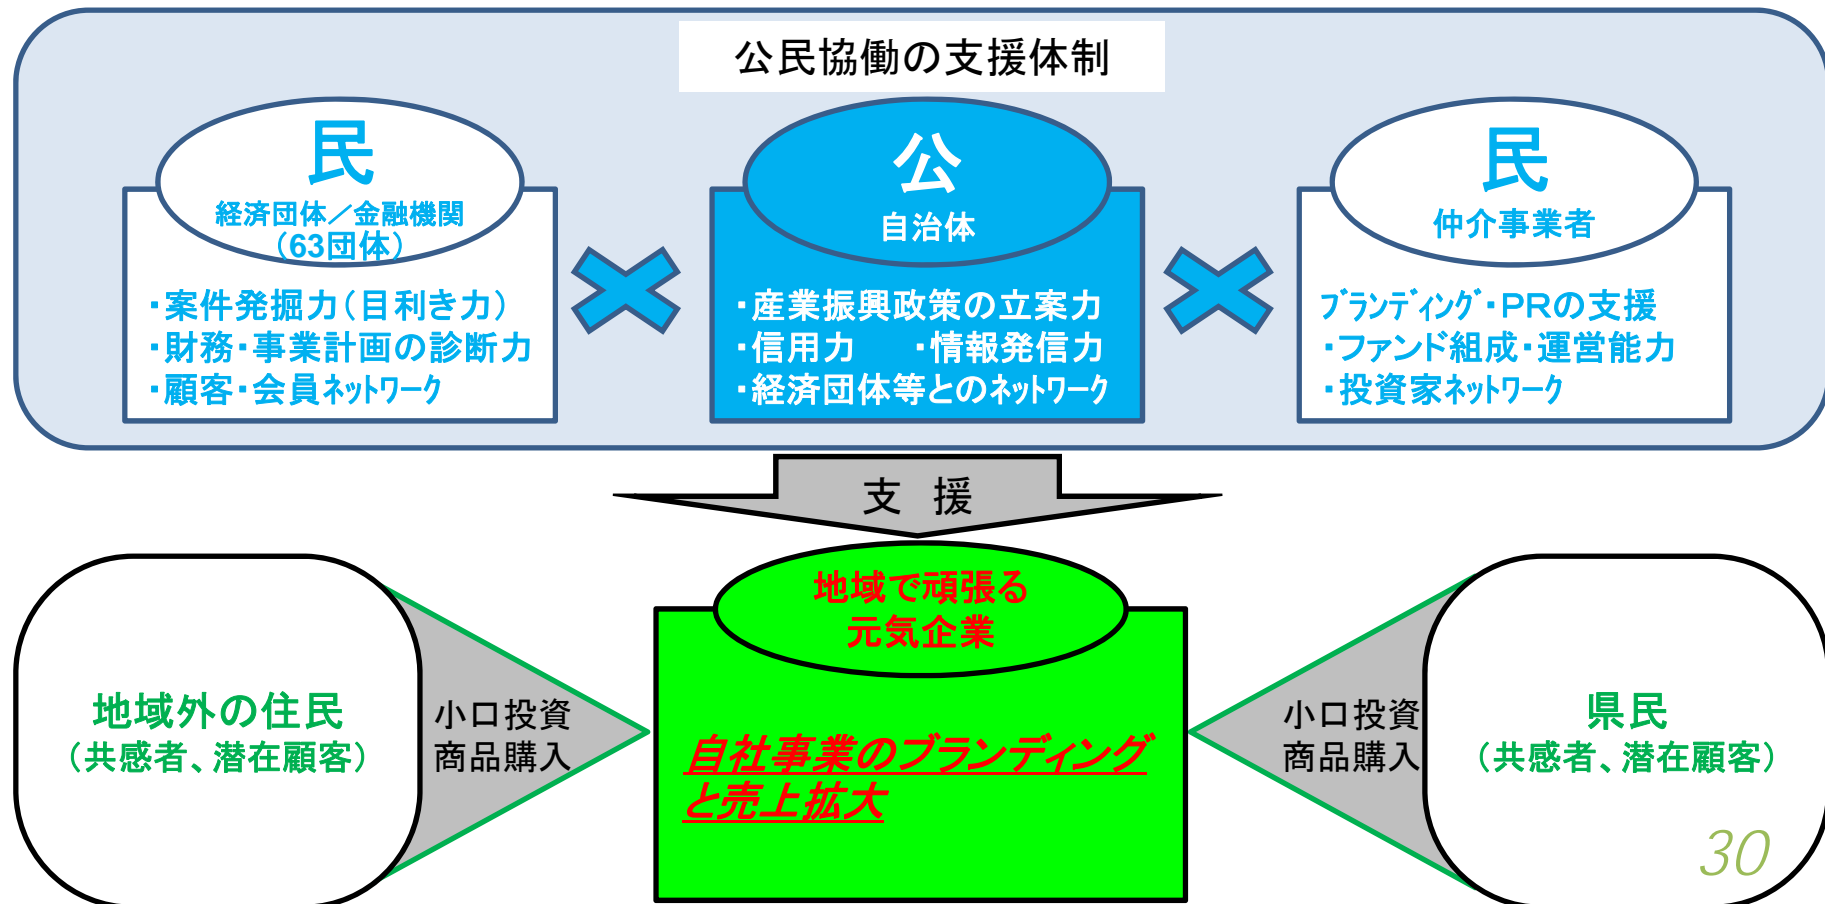 公民協働の支援体制
民
経済団体／金融機関
（63団体）
・案件発掘力（目利き力）
・財務・事業計画の診断力
・顧客・会員ﾈｯﾄﾜｰｸ
公
自治体
・産業振興政策の立案力
・信用力　・情報発信力
・経済団体等とのﾈｯﾄﾜｰｸ
民
仲介事業者
ﾌﾞﾗﾝﾃﾞｨﾝｸﾞ・ＰＲの支援
・ファンド組成・運営能力
・投資家ﾈｯﾄﾜｰｸ
支　援
地域で頑張る
元気企業
自社事業のブランディング
と売上拡大
地域外の住民
（共感者、潜在顧客）
小口投資
商品購入
小口投資
商品購入
県民
（共感者、潜在顧客）
30